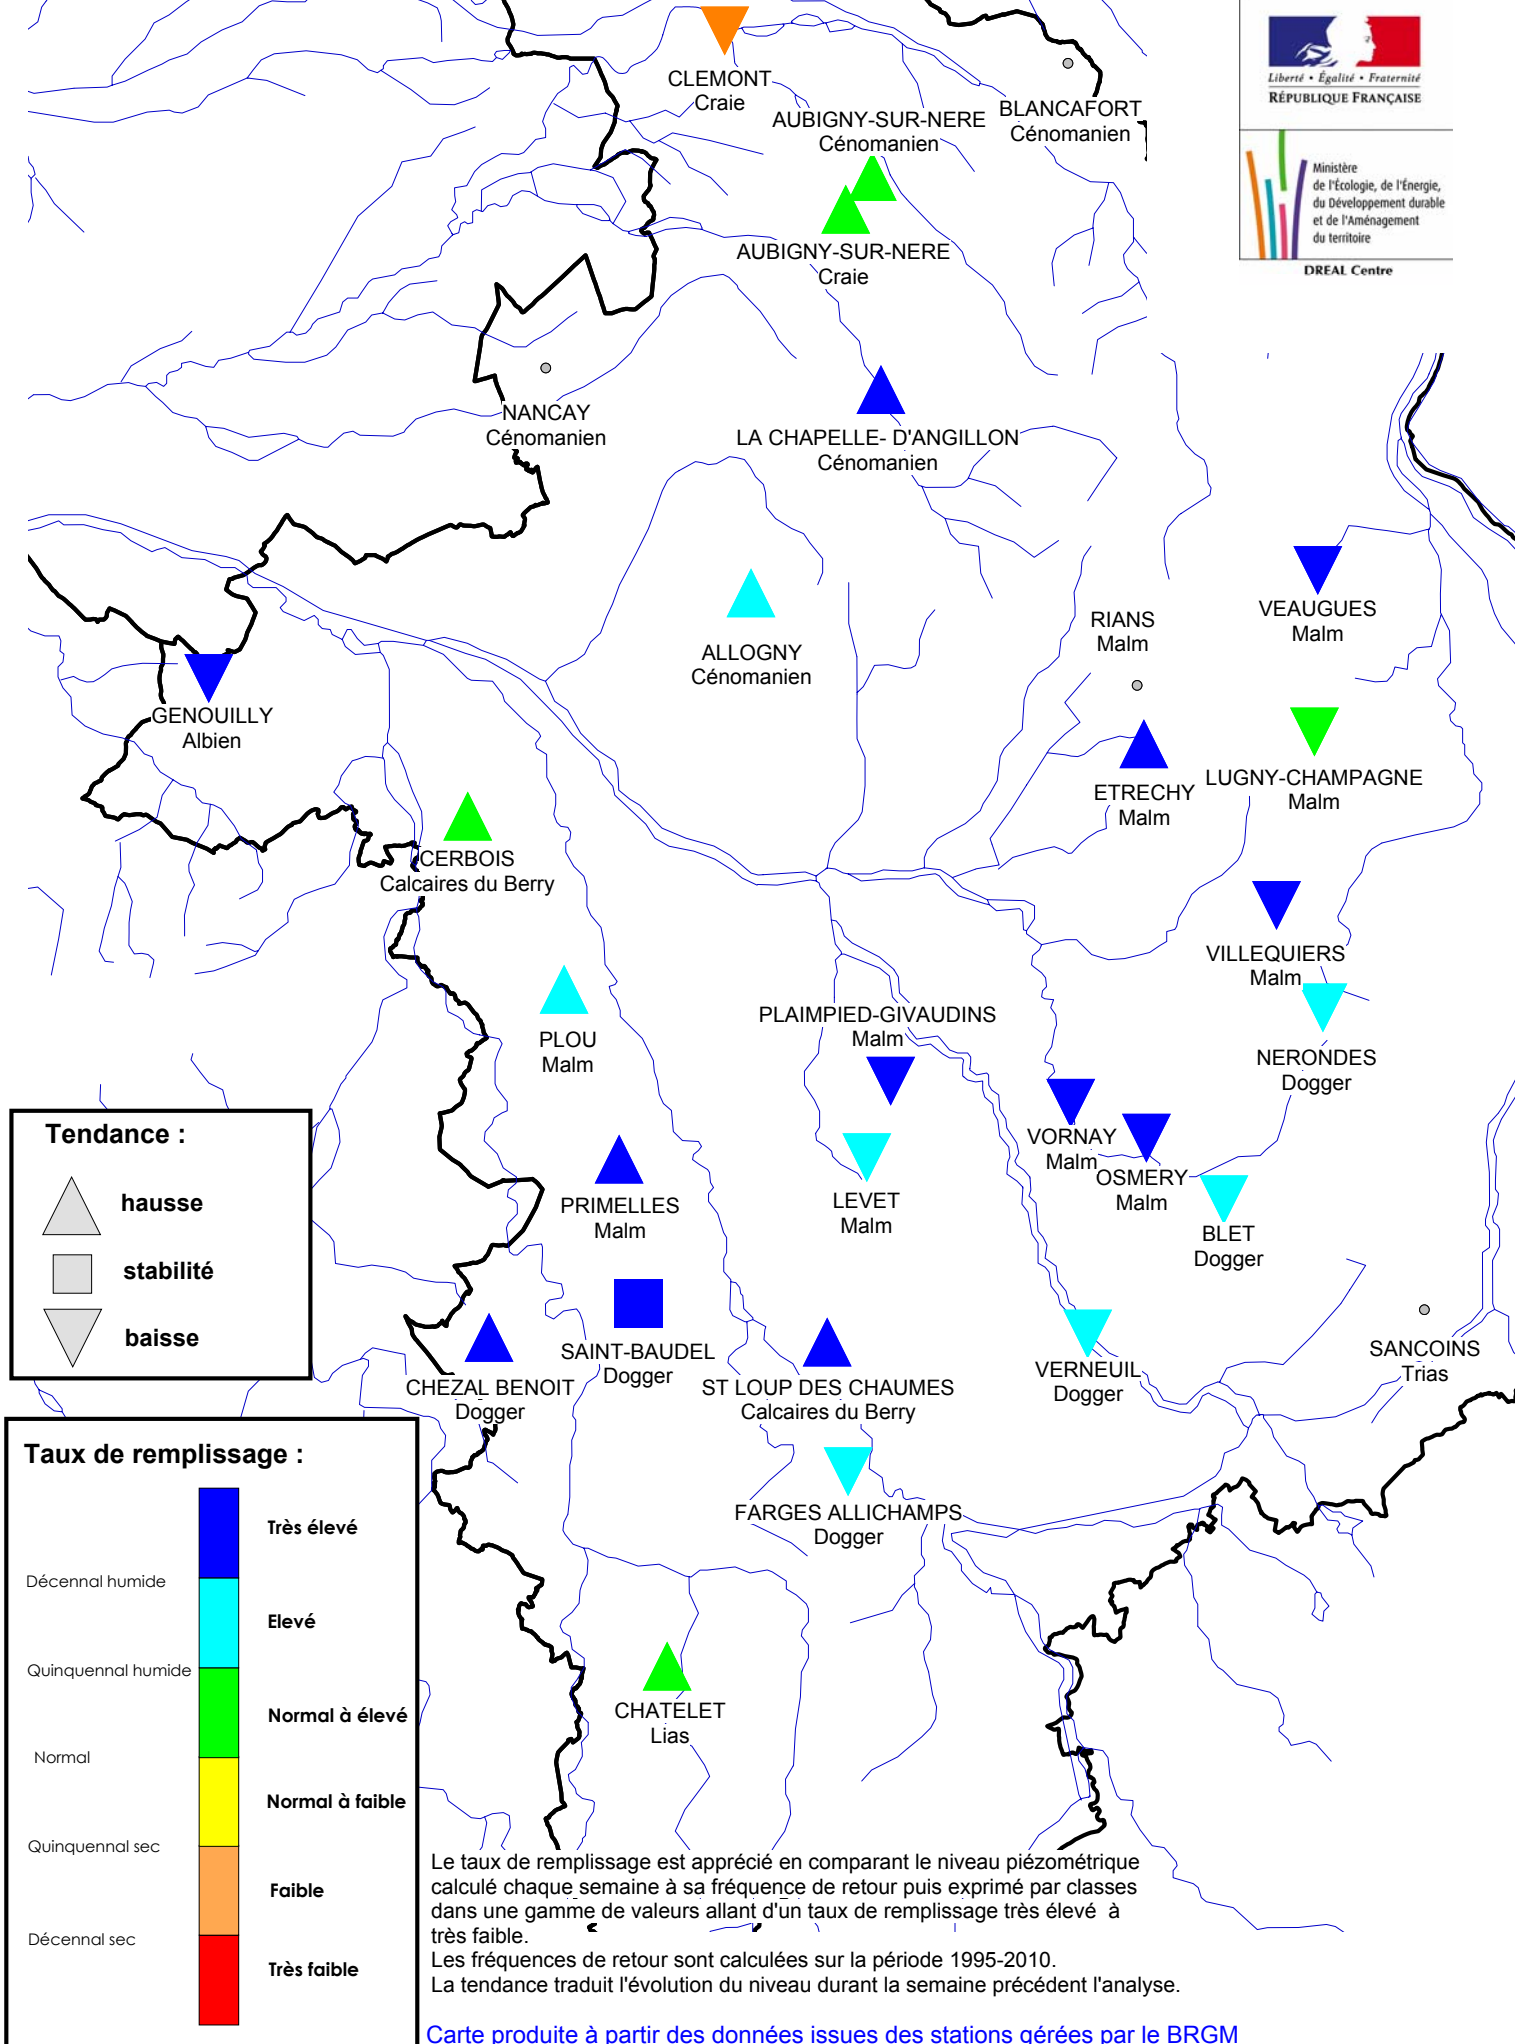 Liberté • Égalité • Fraternité
RÉPUBLIQUE FRANÇAISE
Ministère
de l'Écologie, de l'Énergie,
du Développement durable
et de l'Aménagement
du territoire
DREAL Centre
CLEMONT
Craie
AUBIGNY-SUR-NERE
Cénomanien
BLANCAFORT
Cénomanien
AUBIGNY-SUR-NERE
Craie
NANCAY
Cénomanien
LA CHAPELLE- D'ANGILLON
Cénomanien
ALLOGNY
Cénomanien
RIANS
Malm
VEAUGUES
Malm
GENOUILLY
Albien
ETRECHY
Malm
LUGNY-CHAMPAGNE
Malm
CERBOIS
Calcaires du Berry
VILLEQUIERS
Malm
PLOU
Malm
PLAIMPIED-GIVAUDINS
Malm
NERONDES
Dogger
VORNAY
Malm
OSMERY
Malm
PRIMELLES
Malm
LEVET
Malm
BLET
Dogger
SAINT-BAUDEL
Dogger
CHEZAL BENOIT
Dogger
ST LOUP DES CHAUMES
Calcaires du Berry
VERNEUIL
Dogger
SANCOINS
Trias
FARGES ALLICHAMPS
Dogger
CHATELET
Lias
Tendance :
hausse
stabilité
baisse
Taux de remplissage :
Très élevé
Décennal humide
Elevé
Quinquennal humide
Normal à élevé
Normal
Normal à faible
Quinquennal sec
Faible
Décennal sec
Très faible
Le taux de remplissage est apprécié en comparant le niveau piézométrique
calculé chaque semaine à sa fréquence de retour puis exprimé par classes
dans une gamme de valeurs allant d'un taux de remplissage très élevé à
très faible.
Les fréquences de retour sont calculées sur la période 1995-2010.
La tendance traduit l'évolution du niveau durant la semaine précédent l'analyse.
Carte produite à partir des données issues des stations gérées par le BRGM